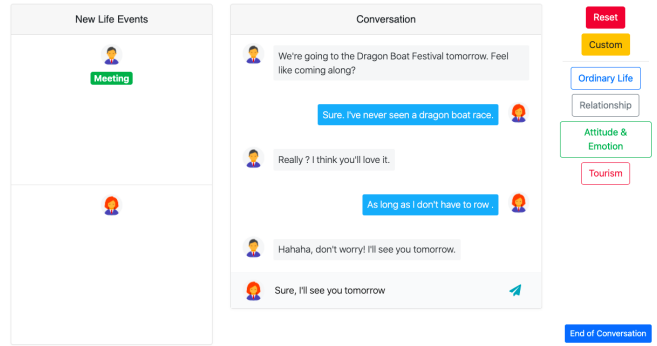 New Life Events
Meeting
Conversation
We're going to the Dragon Boat Festival tomorrow. Feel
like coming along?
Sure. I've never seen a dragon boat race.
Really ? I think you'll love it.
As long as I don't have to row .
Hahaha, don't worry! I'll see you tomorrow.
Sure, I'll see you tomorrow
Reset
Custom
Ordinary Life
Relationship
Attitude &
Emotion
Tourism
End of Conversation